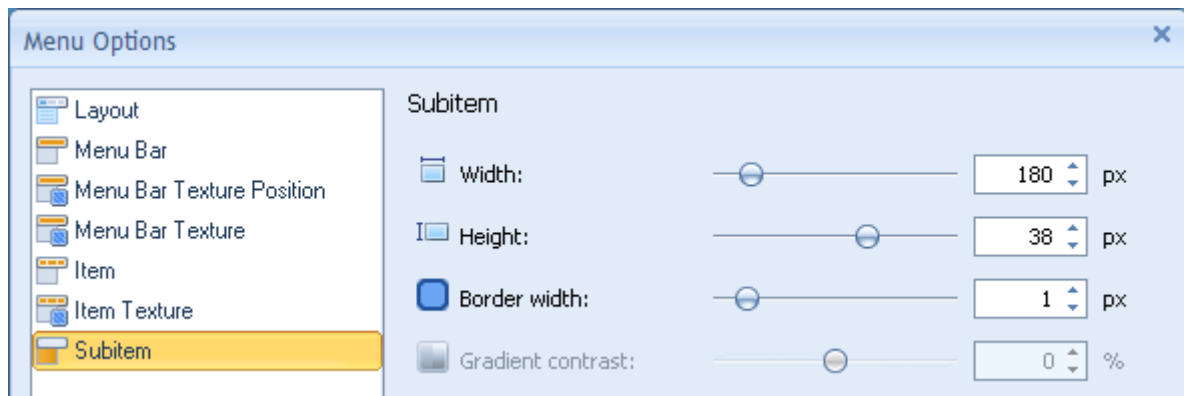 Menu Options
Layout
Menu Bar
Menu Bar Texture Position
Menu Bar Texture
Item
Item Texture
Subitem
Subitem
Width: 180 px
Height: 38 px
Border width: 1 px
Gradient contrast: 0 %